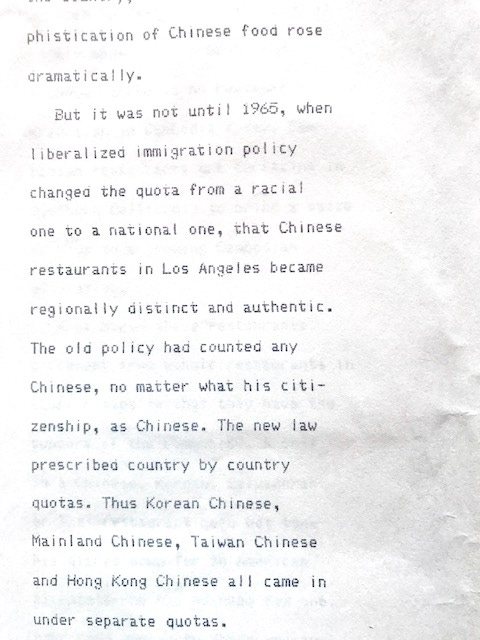 phistication of Chinese food rose
dramatically.
But it was not until 1965, when
liberalized immigration policy
changed the quota from a racial
one to a national one, that Chinese
restaurants in Los Angeles became
regionally distinct and authentic.
The old policy had counted any
Chinese, no matter what his citi-
zenship, as Chinese. The new law
prescribed country by country
quotas. Thus Korean Chinese,
Mainland Chinese, Taiwan Chinese
and Hong Kong Chinese all came in
under separate quotas.